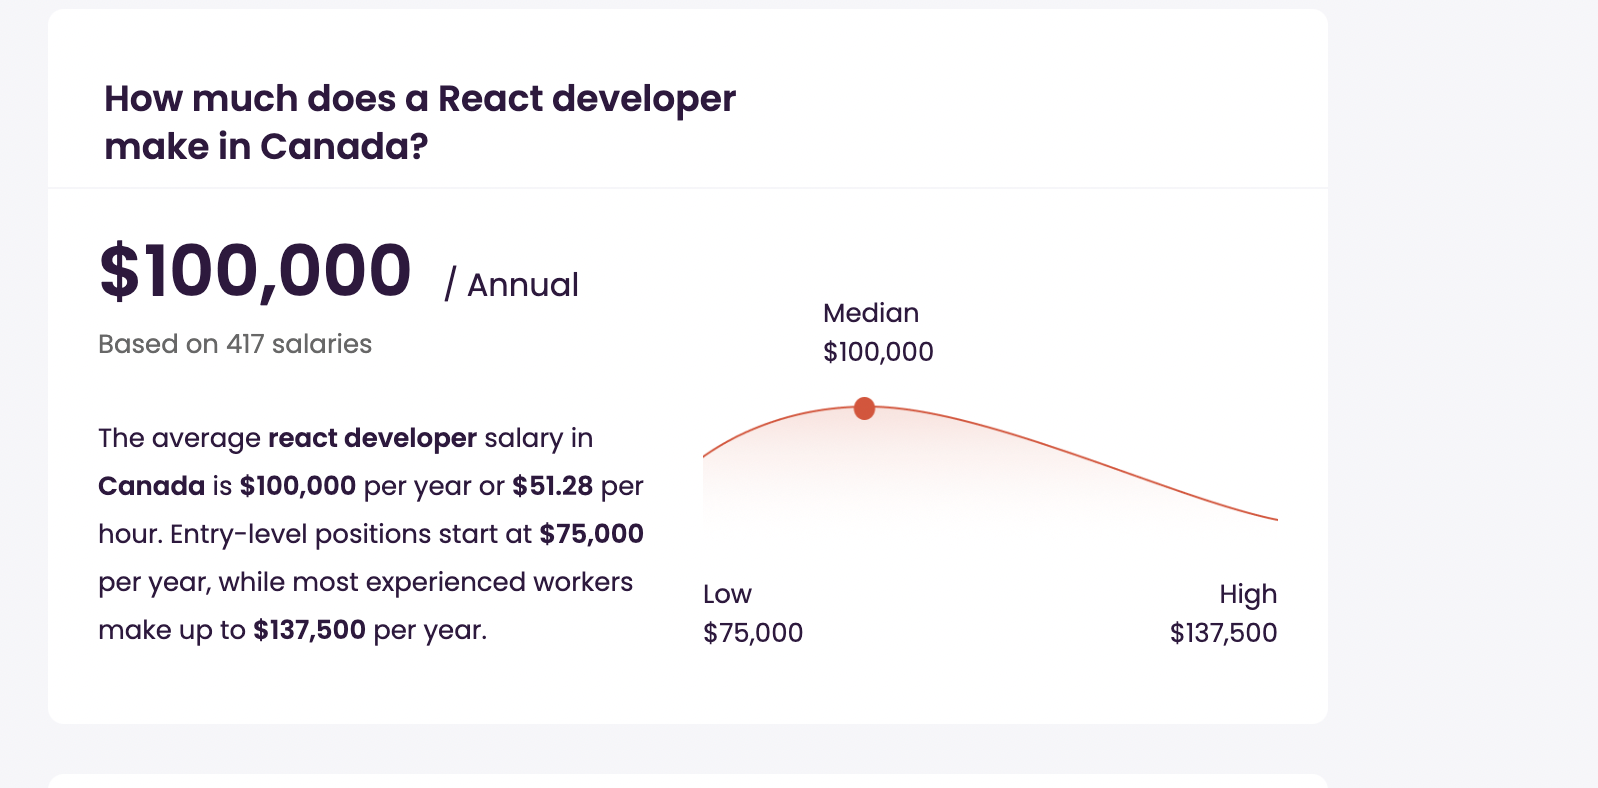 How much does a React developer
make in Canada?
$100,000 / Annual
Based on 417 salaries
The average react developer salary in
Canada is $100,000 per year or $51.28 per
hour. Entry-level positions start at $75,000
per year, while most experienced workers
make up to $137,500 per year.
Median
$100,000
Low
$75,000
High
$137,500